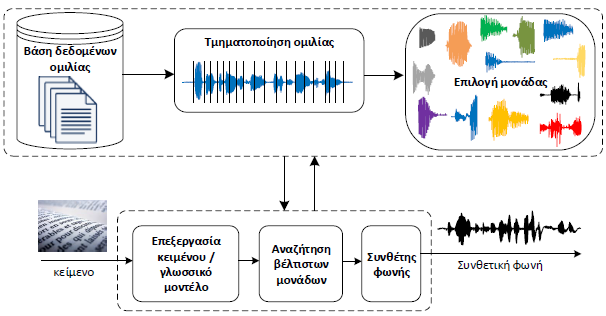 Βάση δεδομένων
ομιλίας
Τμηματοποίηση ομιλίας
Επιλογή μονάδας
κείμενο
Επεξεργασία
κειμένου /
γλωσσικό
μοντέλο
Αναζήτηση
βέλτιστων
μονάδων
Συνθέτης
φωνής
Συνθετική φωνή